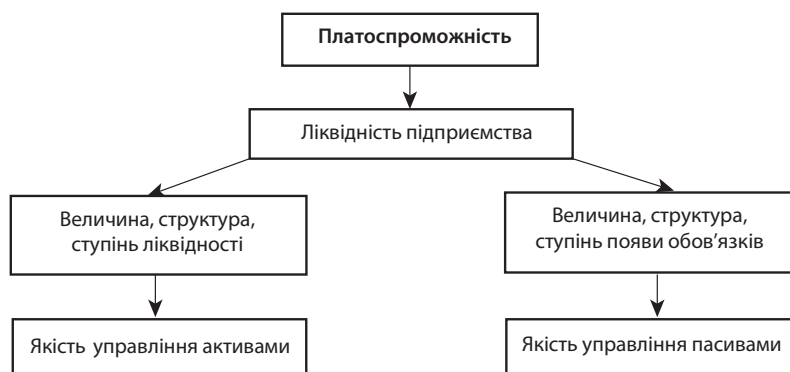 Платоспроможність
Ліквідність підприємства
Величина, структура,
ступінь ліквідності
Величина, структура,
ступінь появи обов’язків
Якість управління активами
Якість управління пасивами